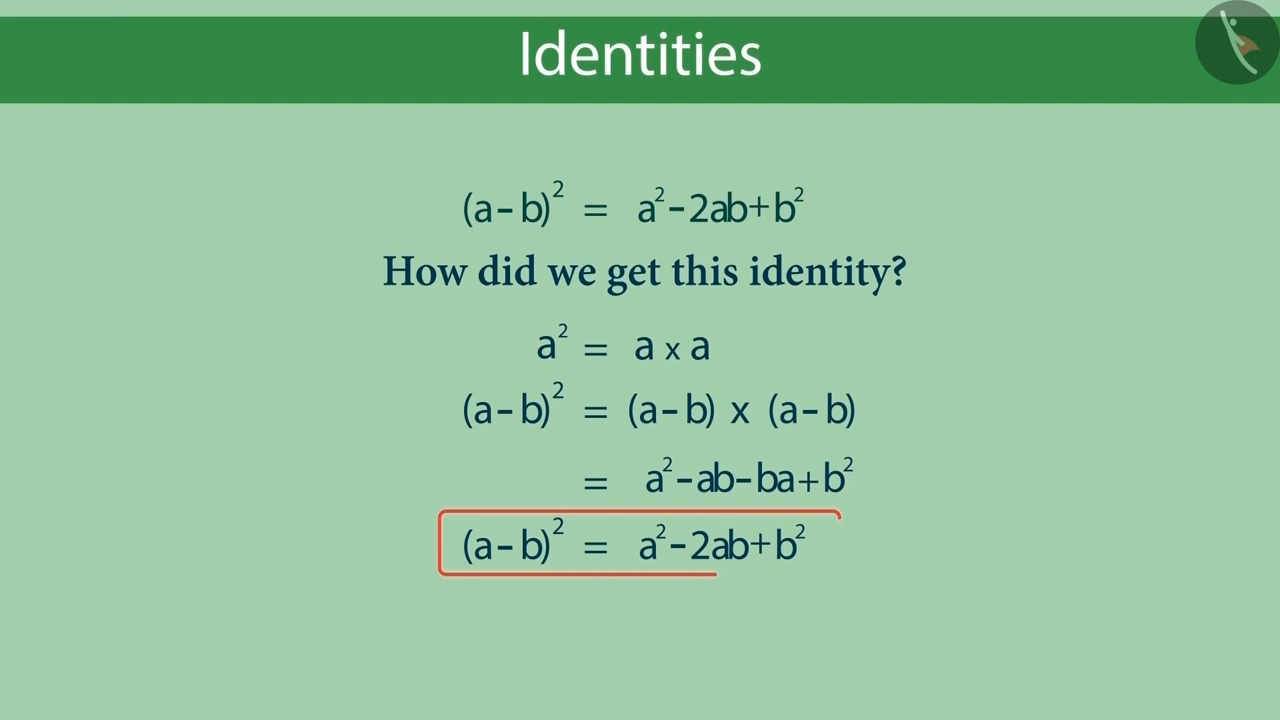 Identities
(a-b)² = a²-2ab+b²
How did we get this identity?
a² = a x a
(a-b)² = (a-b) x (a-b)
= a²-ab-ba+b²
(a-b)² = a²-2ab+b²